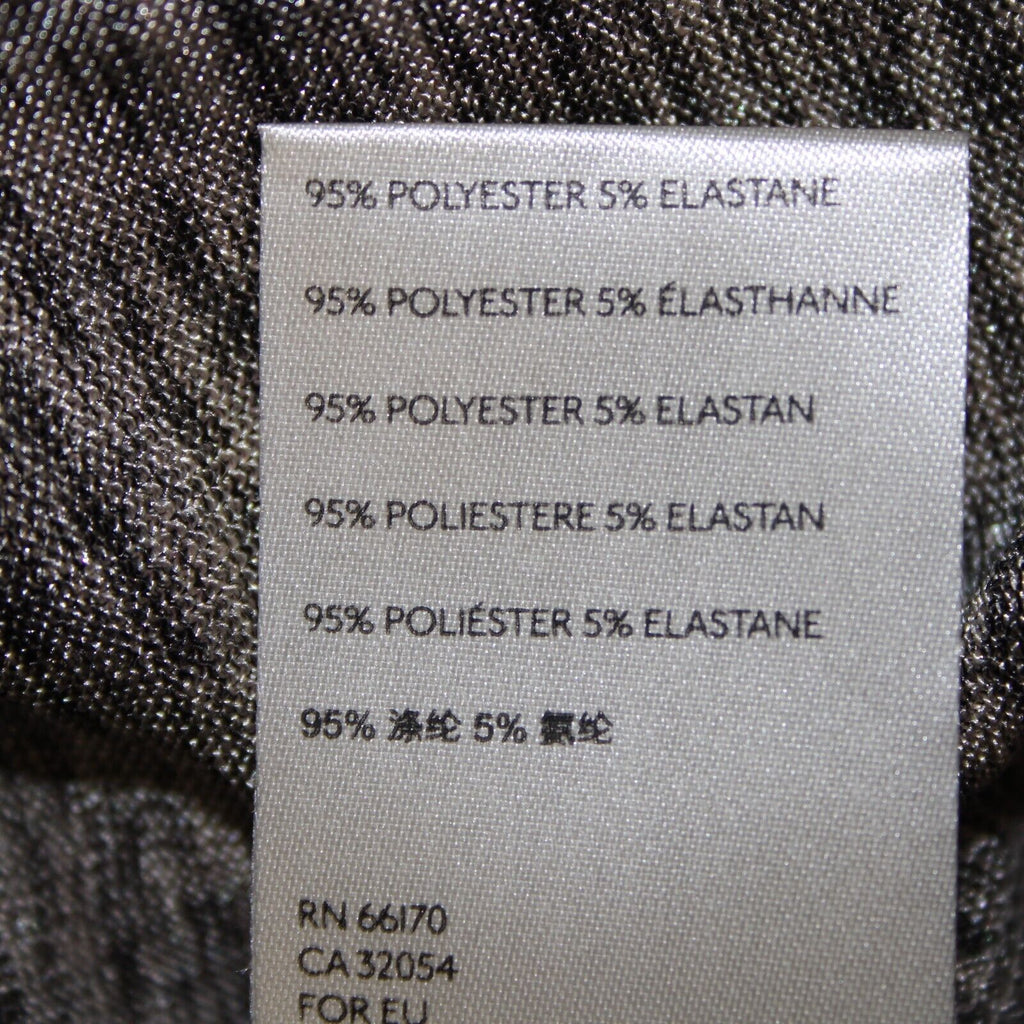 95% POLYESTER 5% ELASTANE
95% POLYESTER 5% ÉLASTHANNE
95% POLYESTER 5% ELASTAN
95% POLIESTERE 5% ELASTAN
95% POLIÉSTER 5% ELASTANE
95% 涤纶 5% 氨纶
RN 66170
CA 32054
FOR EU